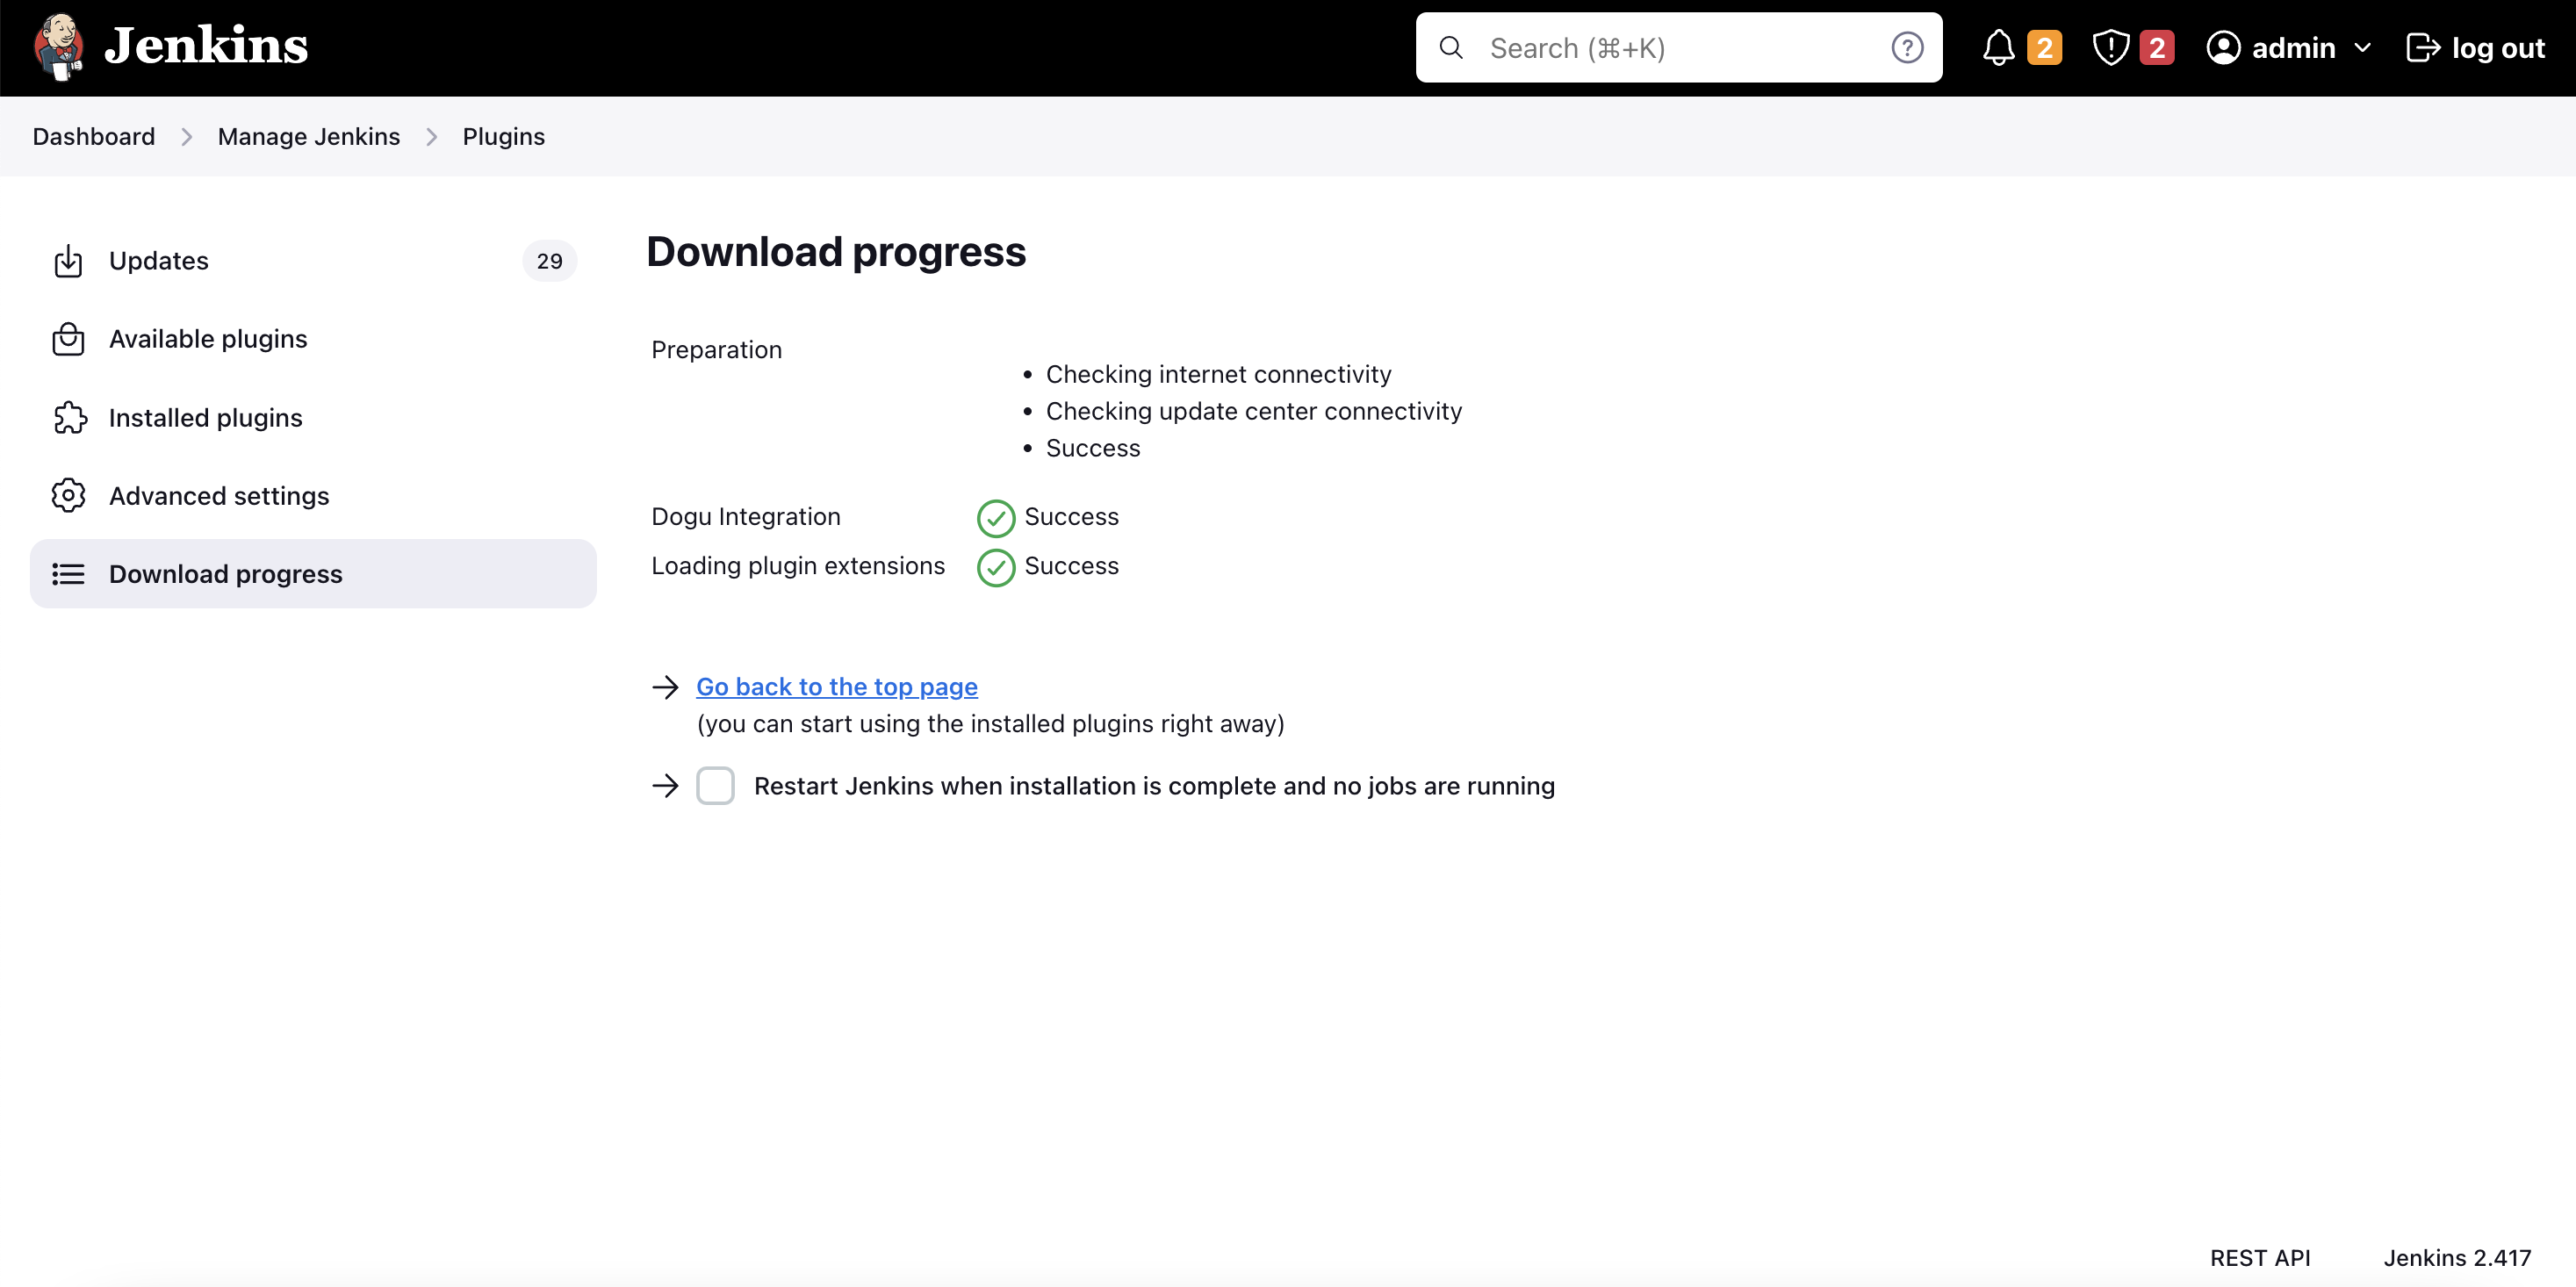 Jenkins
Search (⌘+K)
2
2
admin
log out
Dashboard
Manage Jenkins
Plugins
Updates
29
Available plugins
Installed plugins
Advanced settings
Download progress
Download progress
Preparation
Checking internet connectivity
Checking update center connectivity
Success
Dogu Integration
Success
Loading plugin extensions
Success
Go back to the top page
(you can start using the installed plugins right away)
Restart Jenkins when installation is complete and no jobs are running
REST API
Jenkins 2.417